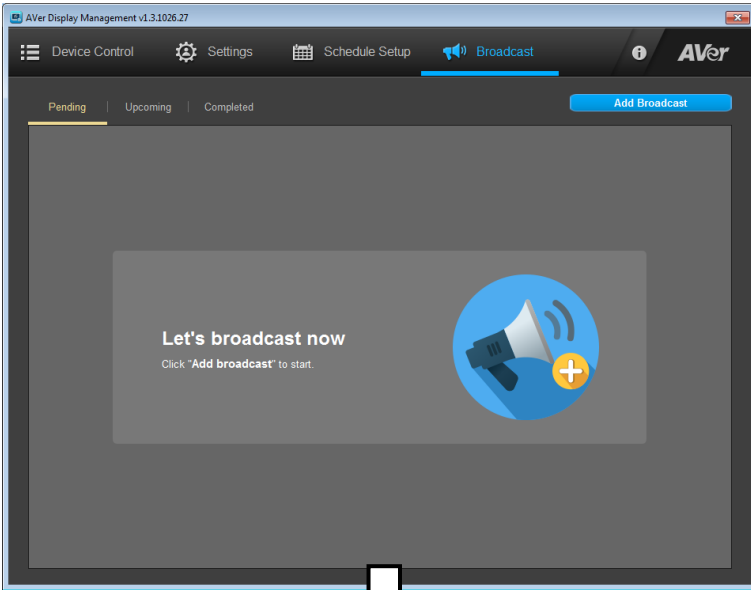 AVer Display Management v1.3.1026.27
Device Control Settings Schedule Setup Broadcast AVer
Pending | Upcoming | Completed Add Broadcast
Let's broadcast now
Click "Add broadcast" to start.